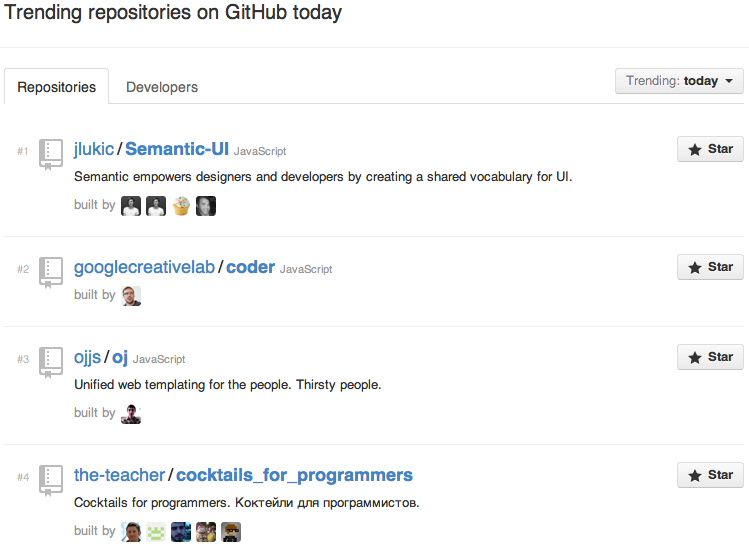 Trending repositories on GitHub today
Repositories Developers Trending: today
#1 jlukic / Semantic-UI JavaScript Star
Semantic empowers designers and developers by creating a shared vocabulary for UI.
built by
#2 googlecreativelab / coder JavaScript Star
built by
#3 ojjs / oj JavaScript Star
Unified web templating for the people. Thirsty people.
built by
#4 the-teacher / cocktails_for_programmers Star
Cocktails for programmers. Коктейли для программистов.
built by